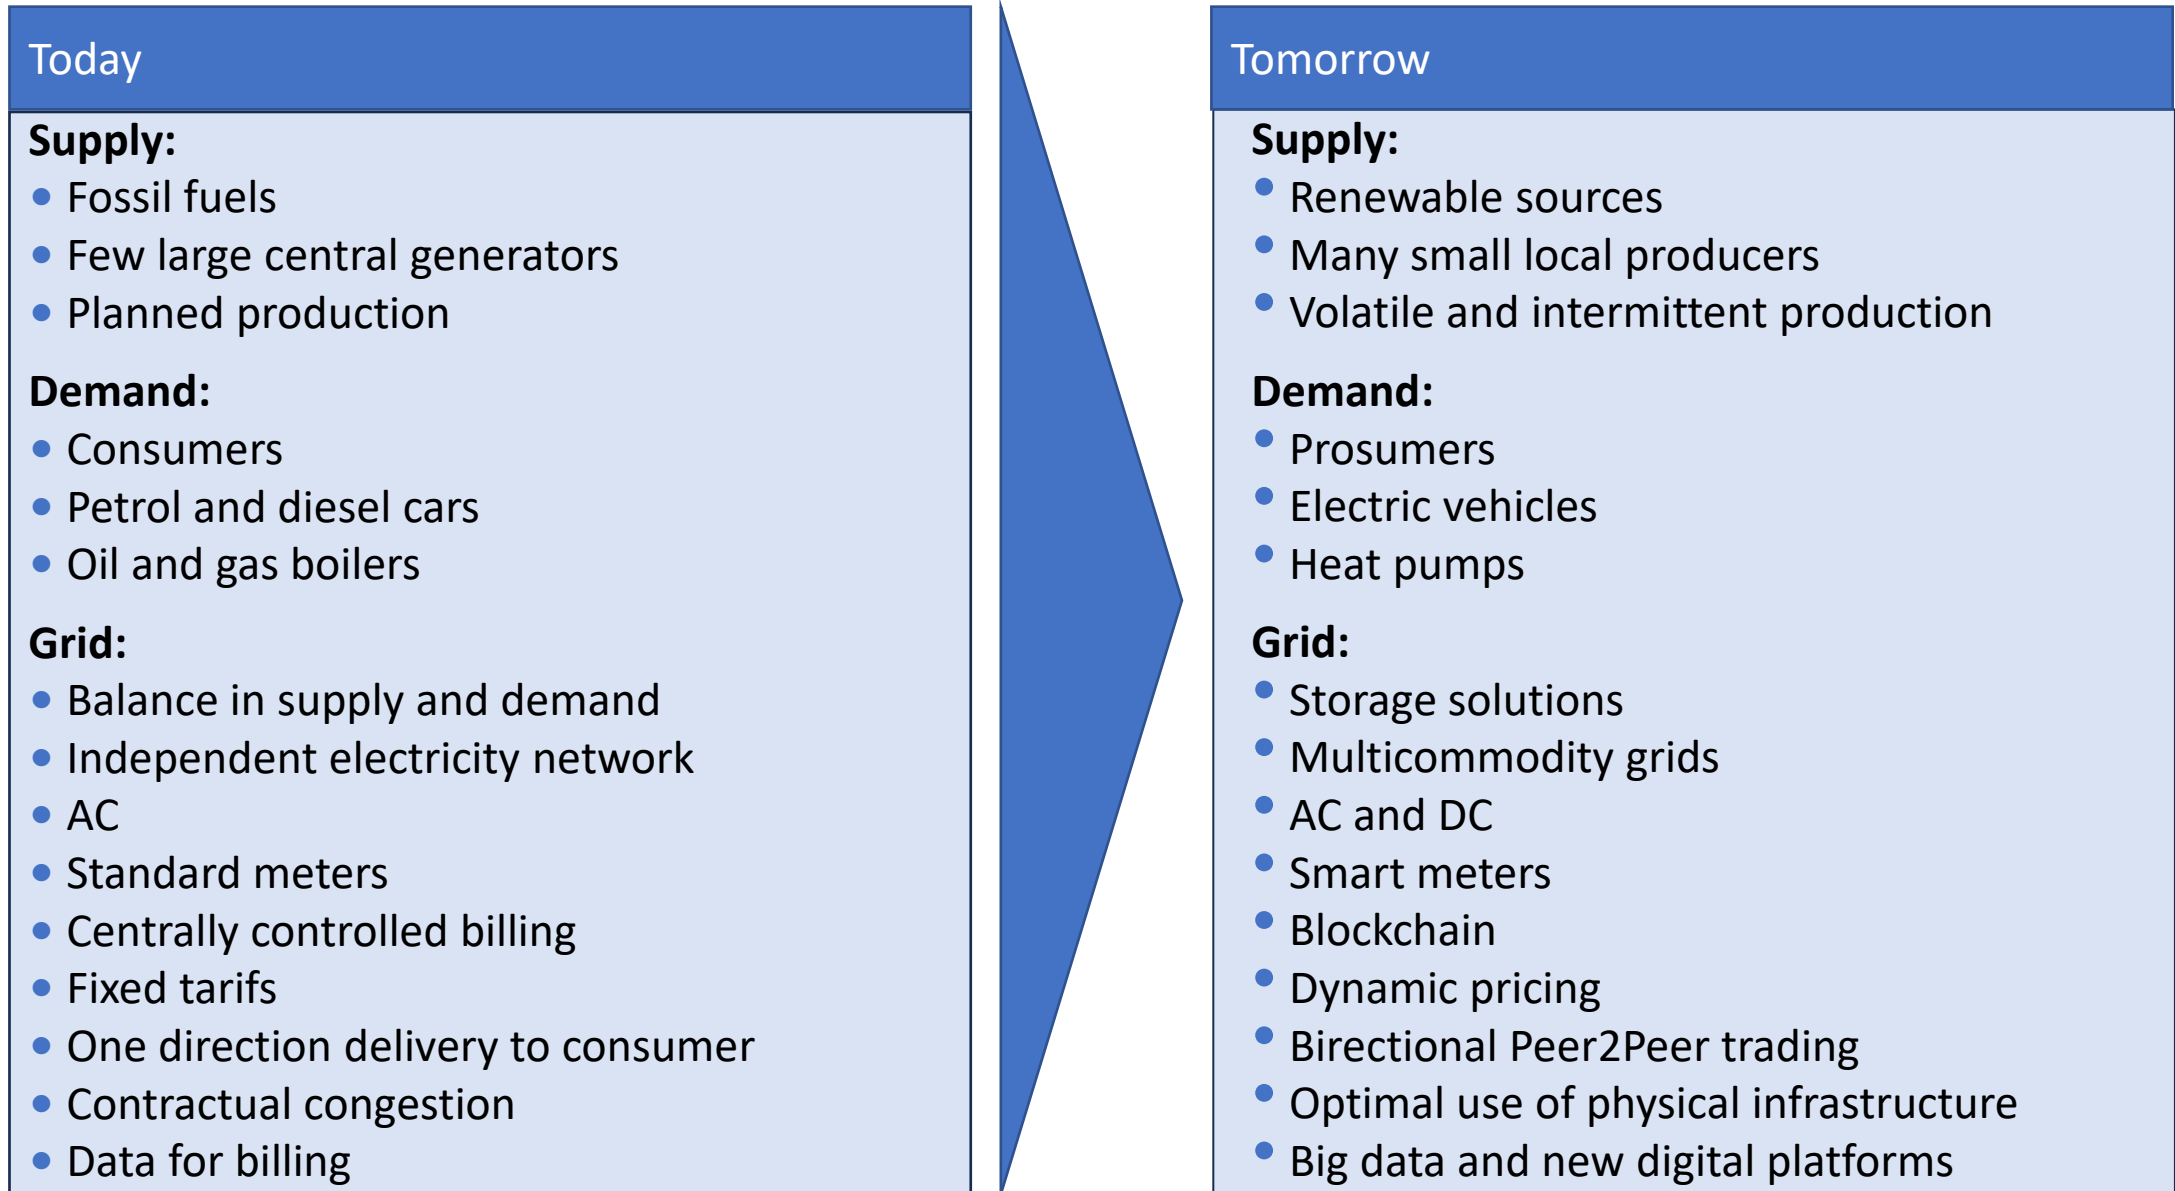 Today
Supply:
• Fossil fuels
• Few large central generators
• Planned production
Demand:
• Consumers
• Petrol and diesel cars
• Oil and gas boilers
Grid:
• Balance in supply and demand
• Independent electricity network
• AC
• Standard meters
• Centrally controlled billing
• Fixed tarifs
• One direction delivery to consumer
• Contractual congestion
• Data for billing
Tomorrow
Supply:
• Renewable sources
• Many small local producers
• Volatile and intermittent production
Demand:
• Prosumers
• Electric vehicles
• Heat pumps
Grid:
• Storage solutions
• Multicommodity grids
• AC and DC
• Smart meters
• Blockchain
• Dynamic pricing
• Birectional Peer2Peer trading
• Optimal use of physical infrastructure
• Big data and new digital platforms